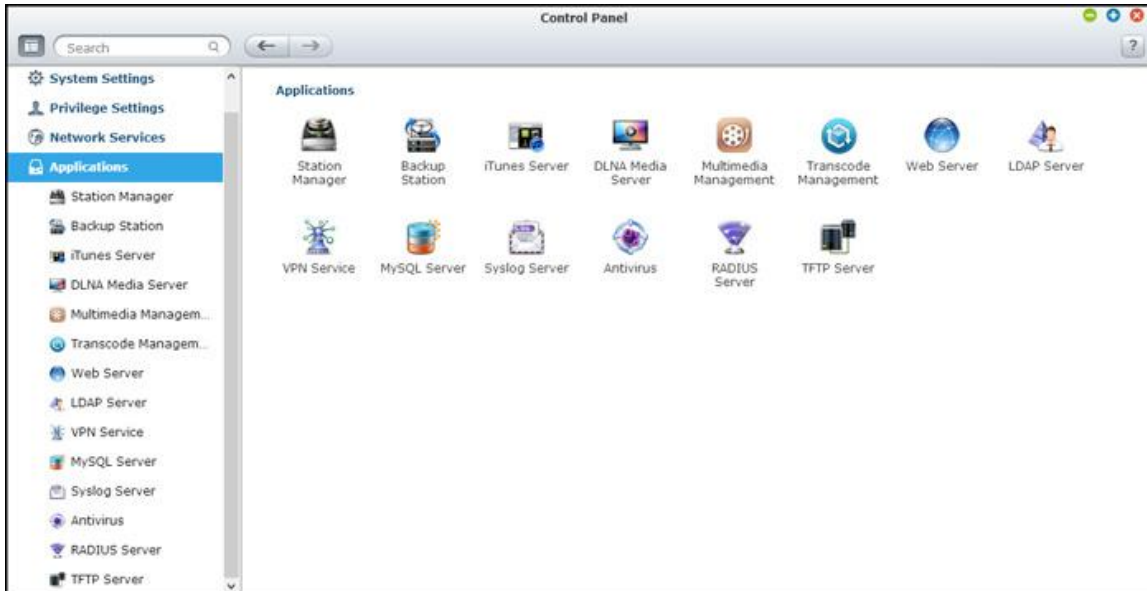 Control Panel
Search
?
System Settings
Privilege Settings
Network Services
Applications
Station Manager
Backup Station
iTunes Server
DLNA Media Server
Multimedia Managem...
Transcode Managem...
Web Server
LDAP Server
VPN Service
MySQL Server
Syslog Server
Antivirus
RADIUS Server
TFTP Server
Applications
Station
Manager
Backup
Station
iTunes Server
DLNA Media
Server
Multimedia
Management
Transcode
Management
Web Server
LDAP Server
VPN Service
MySQL Server
Syslog Server
Antivirus
RADIUS
Server
TFTP Server